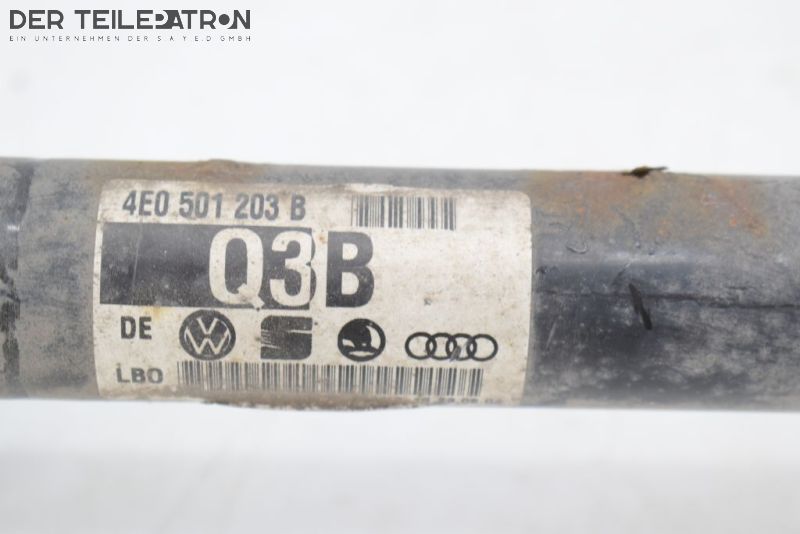 DER TEILEPATRON
EIN UNTERNEHMEN DER S A Y E.D GMBH
4E0 501 203 B
Q3B
DE
LBO